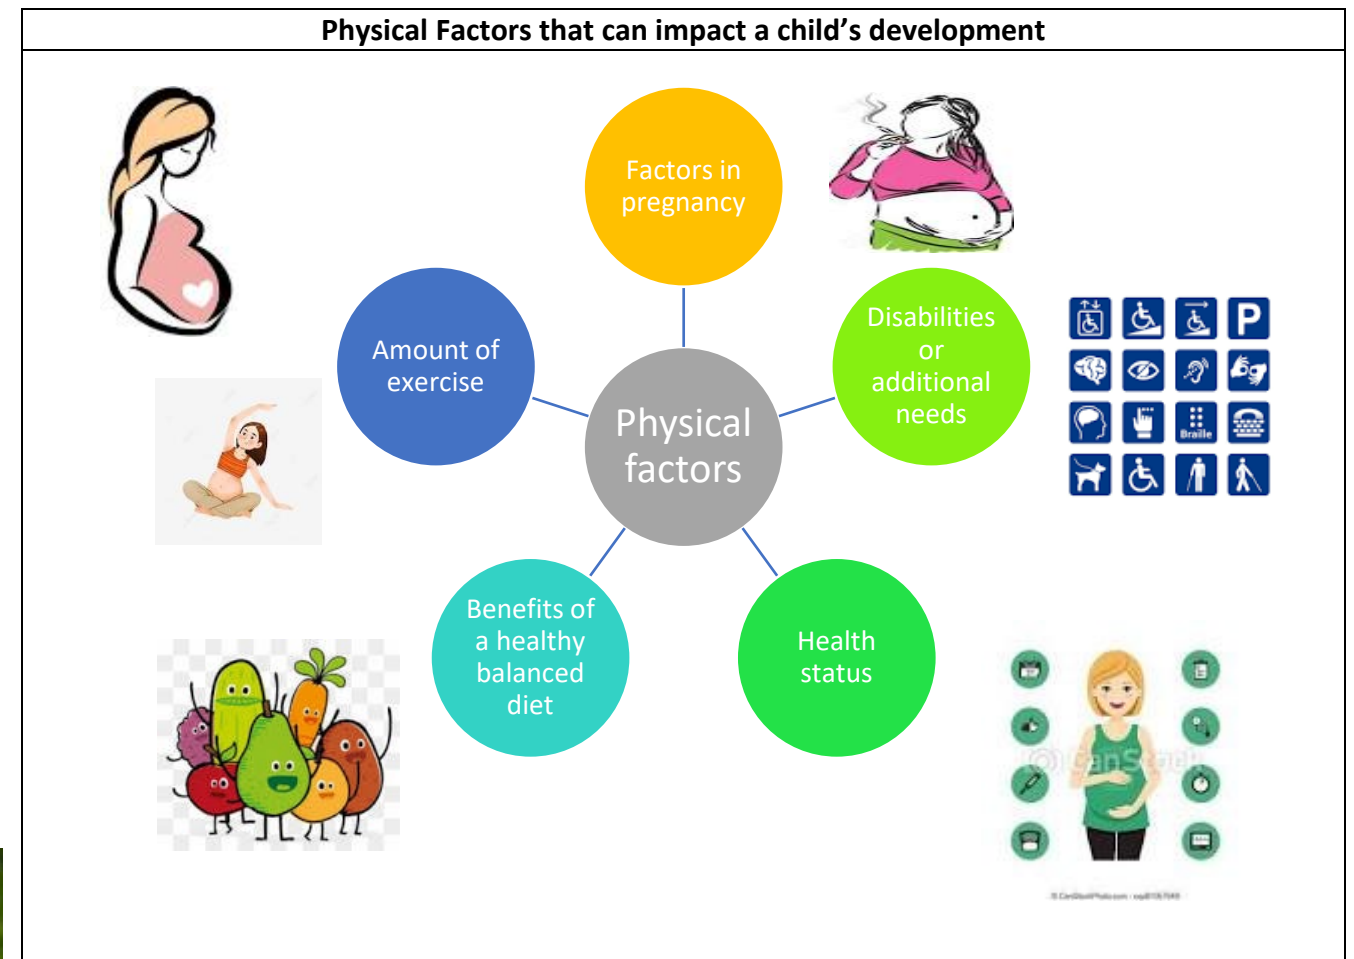 Physical Factors that can impact a child’s development
Factors in
pregnancy
Amount of
exercise
Disabilities
or
additional
needs
Physical
factors
P
Braille
Benefits of
a healthy
balanced
diet
Health
status
CanStock